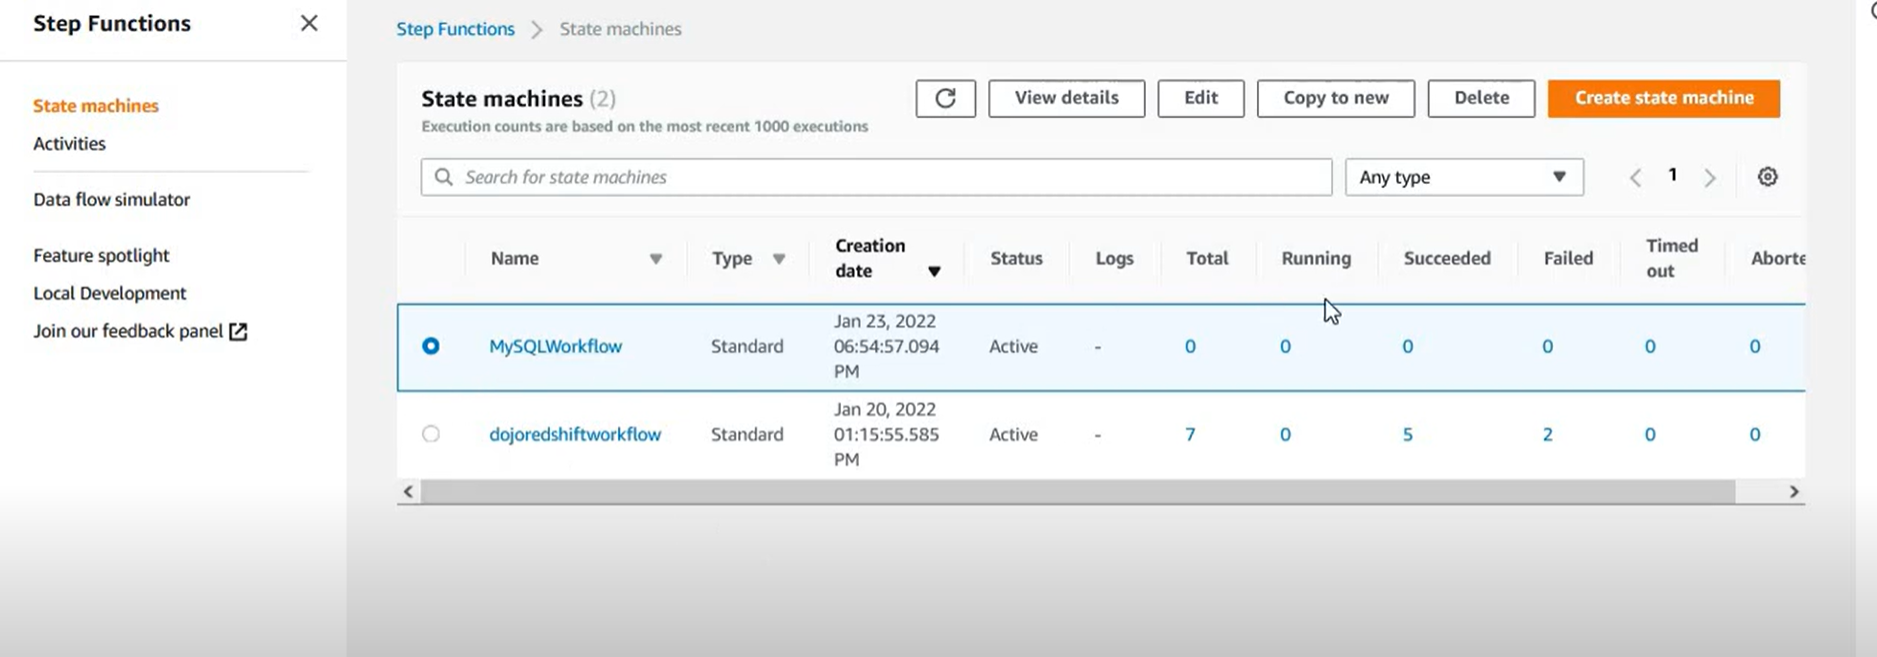 Step Functions
State machines
Activities
Data flow simulator
Feature spotlight
Local Development
Join our feedback panel
Step Functions > State machines
State machines (2)
Execution counts are based on the most recent 1000 executions
View details
Edit
Copy to new
Delete
Create state machine
Search for state machines
Any type
1
Name Type Creation date Status Logs Total Running Succeeded Failed Timed out Aborte
MySQLWorkflow Standard Jan 23, 2022 06:54:57.094 PM Active - 0 0 0 0 0 0
dojoredshiftworkflow Standard Jan 20, 2022 01:15:55.585 PM Active - 7 0 5 2 0 0